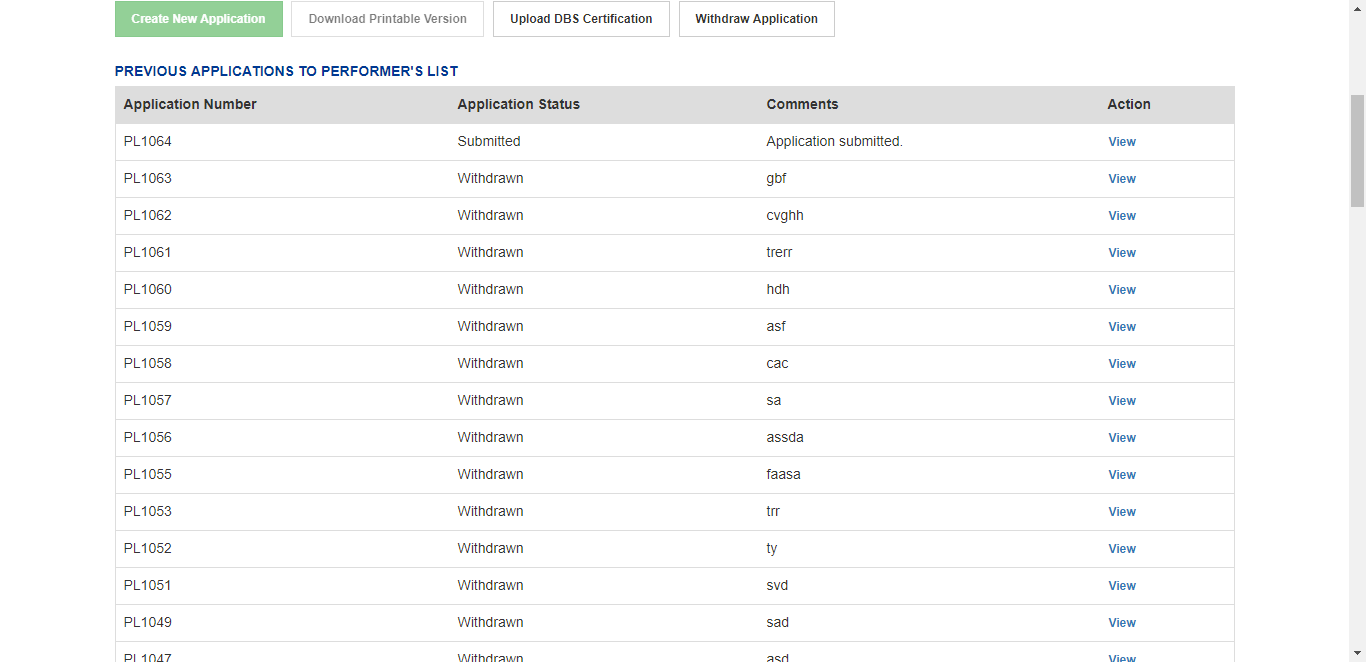 Create New Application Download Printable Version Upload DBS Certification Withdraw Application
PREVIOUS APPLICATIONS TO PERFORMER'S LIST
Application Number Application Status Comments Action
PL1064 Submitted Application submitted. View
PL1063 Withdrawn gbf View
PL1062 Withdrawn cvghh View
PL1061 Withdrawn trerr View
PL1060 Withdrawn hdh View
PL1059 Withdrawn asf View
PL1058 Withdrawn cac View
PL1057 Withdrawn sa View
PL1056 Withdrawn assda View
PL1055 Withdrawn faasa View
PL1053 Withdrawn trr View
PL1052 Withdrawn ty View
PL1051 Withdrawn svd View
PL1049 Withdrawn sad View
PL1047 Withdrawn asd View